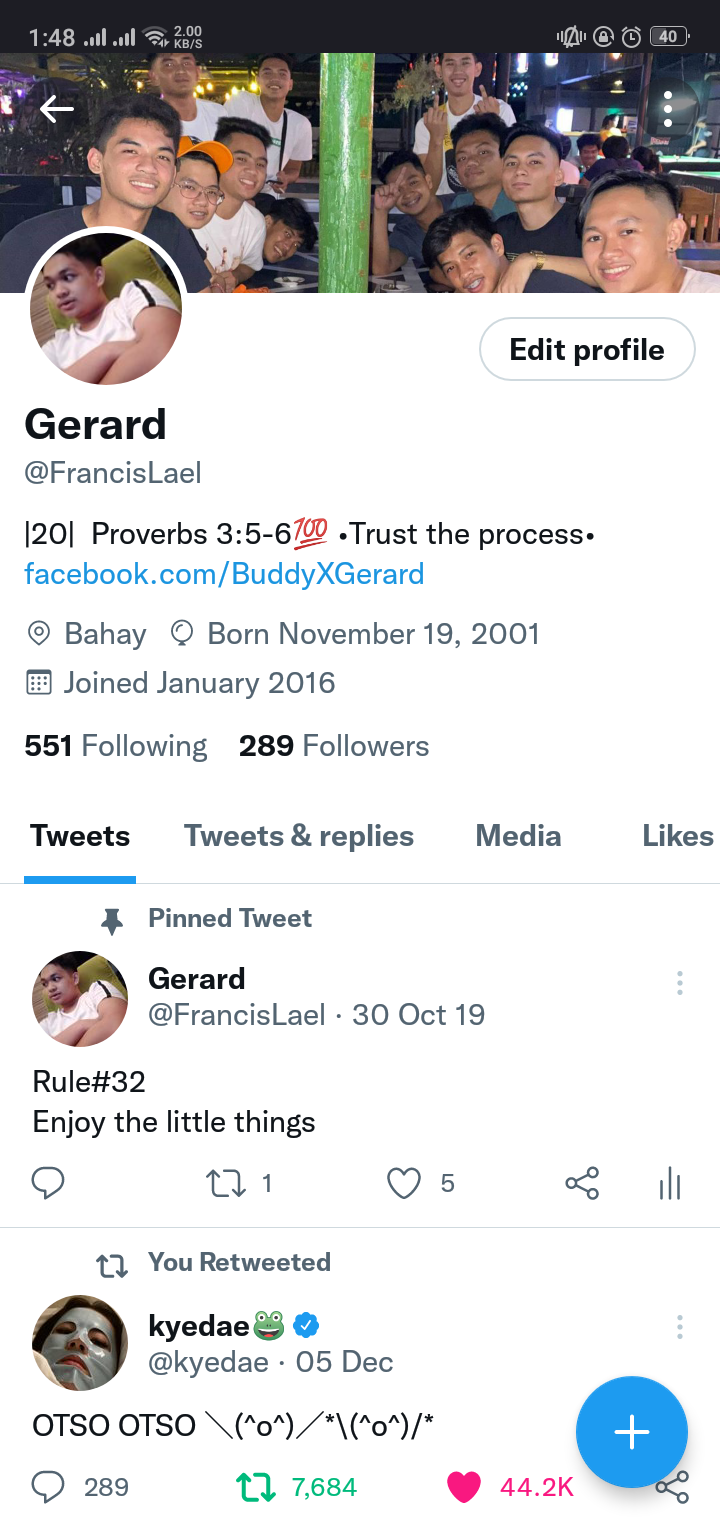 1:48 2.00 KB/S 40
Edit profile
Gerard
@FrancisLael
|20| Proverbs 3:5-6💯 •Trust the process•
facebook.com/BuddyXGerard
Bahay Born November 19, 2001
Joined January 2016
551 Following 289 Followers
Tweets Tweets & replies Media Likes
Pinned Tweet
Gerard
@FrancisLael · 30 Oct 19
Rule#32
Enjoy the little things
1 5
You Retweeted
kyedae🐸
@kyedae · 05 Dec
OTSO OTSO ＼(^o^)／*\(^o^)/*
289 7,684 44.2K